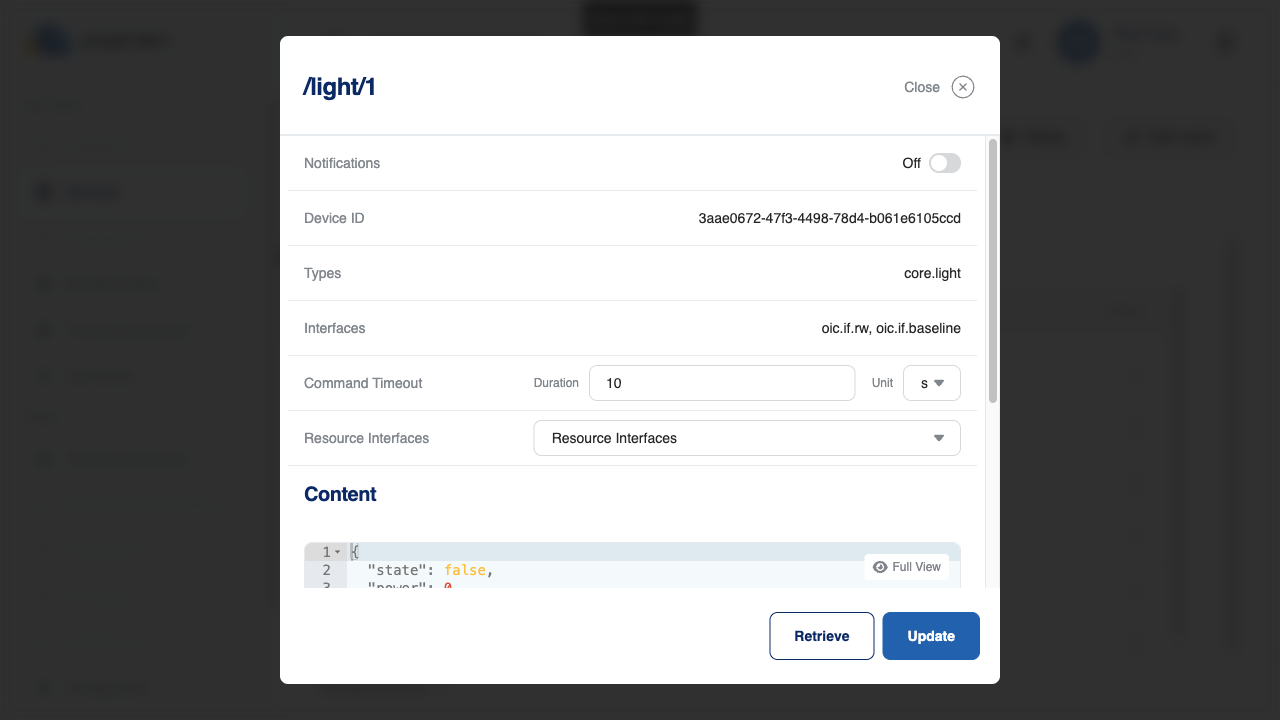 /light/1
Close
Notifications
Off
Device ID
3aae0672-47f3-4498-78d4-b061e6105ccd
Types
core.light
Interfaces
oic.if.rw, oic.if.baseline
Command Timeout
Duration
10
Unit
s
Resource Interfaces
Resource Interfaces
Content
1 {
2 "state": false,
3 "power": 0
Full View
Retrieve
Update